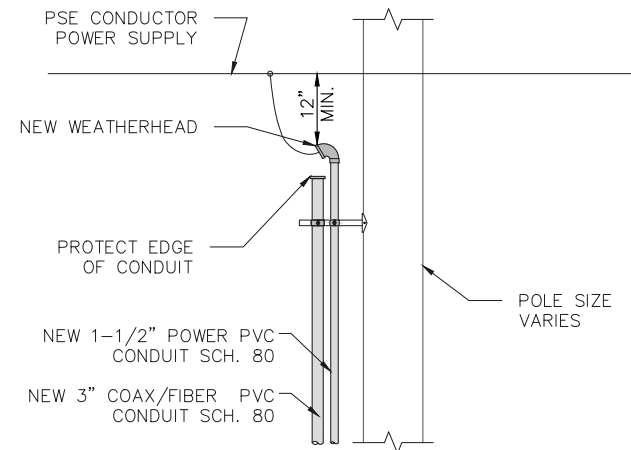 PSE CONDUCTOR
POWER SUPPLY
12"
MIN.
NEW WEATHERHEAD
PROTECT EDGE
OF CONDUIT
POLE SIZE
VARIES
NEW 1-1/2" POWER PVC
CONDUIT SCH. 80
NEW 3" COAX/FIBER PVC
CONDUIT SCH. 80